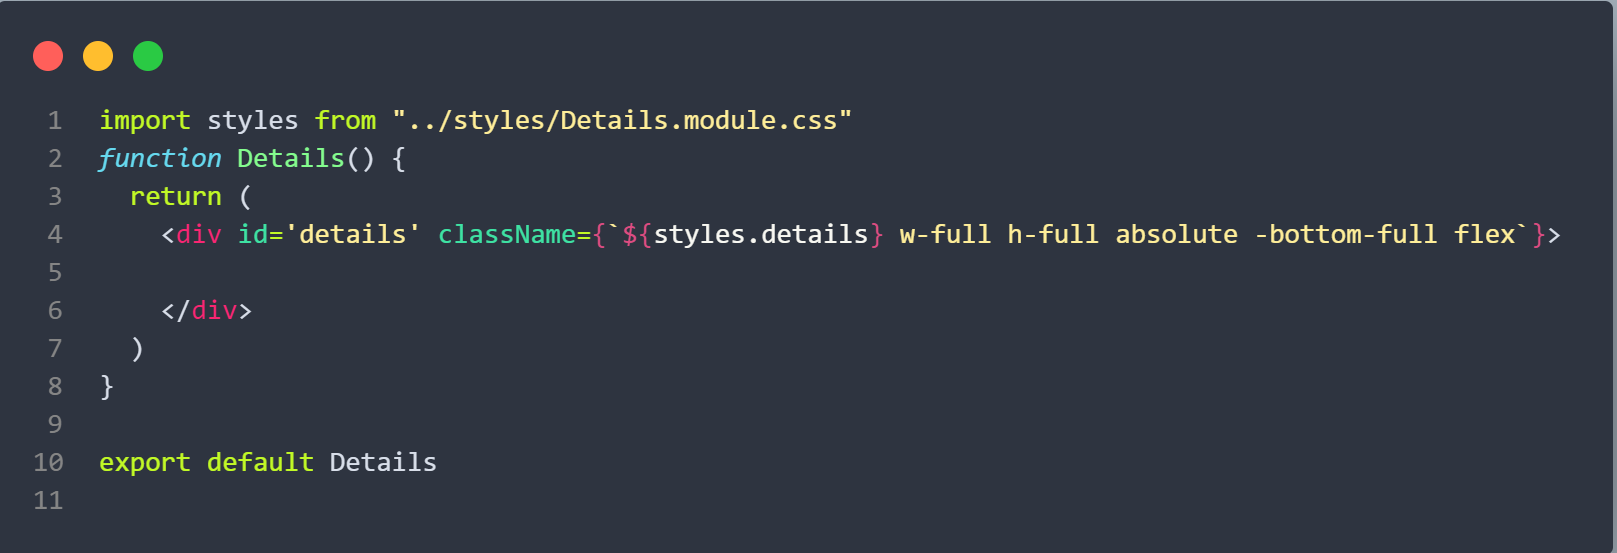 1 import styles from "../styles/Details.module.css"
2 function Details() {
3   return (
4     <div id='details' className={`${styles.details} w-full h-full absolute -bottom-full flex`}>
5
6     </div>
7   )
8 }
9
10 export default Details
11